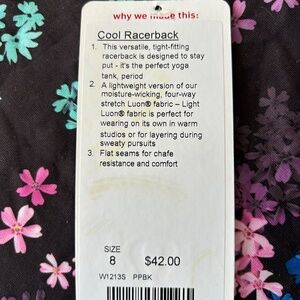 why we made this:
Cool Racerback
1. This versatile, tight-fitting
racerback is designed to stay
put - it's the perfect yoga
tank, period
2. A lightweight version of our
moisture-wicking, four-way
stretch Luon® fabric – Light
Luon® fabric is perfect for
wearing on its own in warm
studios or for layering during
sweaty pursuits
3. Flat seams for chafe
resistance and comfort
SIZE
8 $42.00
W1213S PPBK